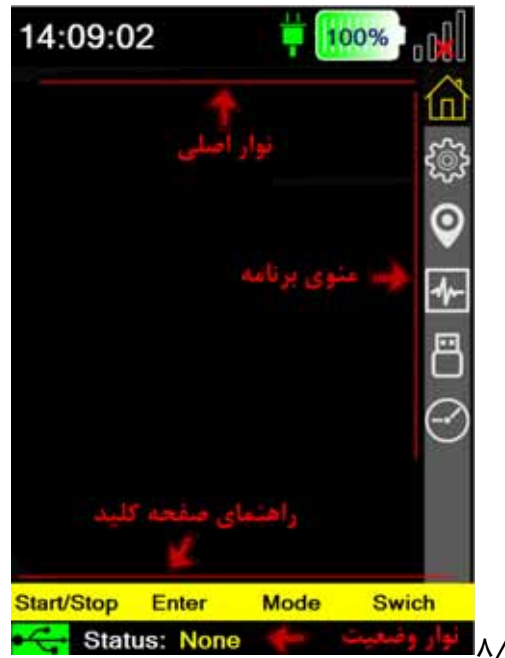 14:09:02 100%
نوار اصلی
منوی برنامه
راهنمای صفحه کلید
Start/Stop Enter Mode Swich
Status: None نوار وضعیت
۸/